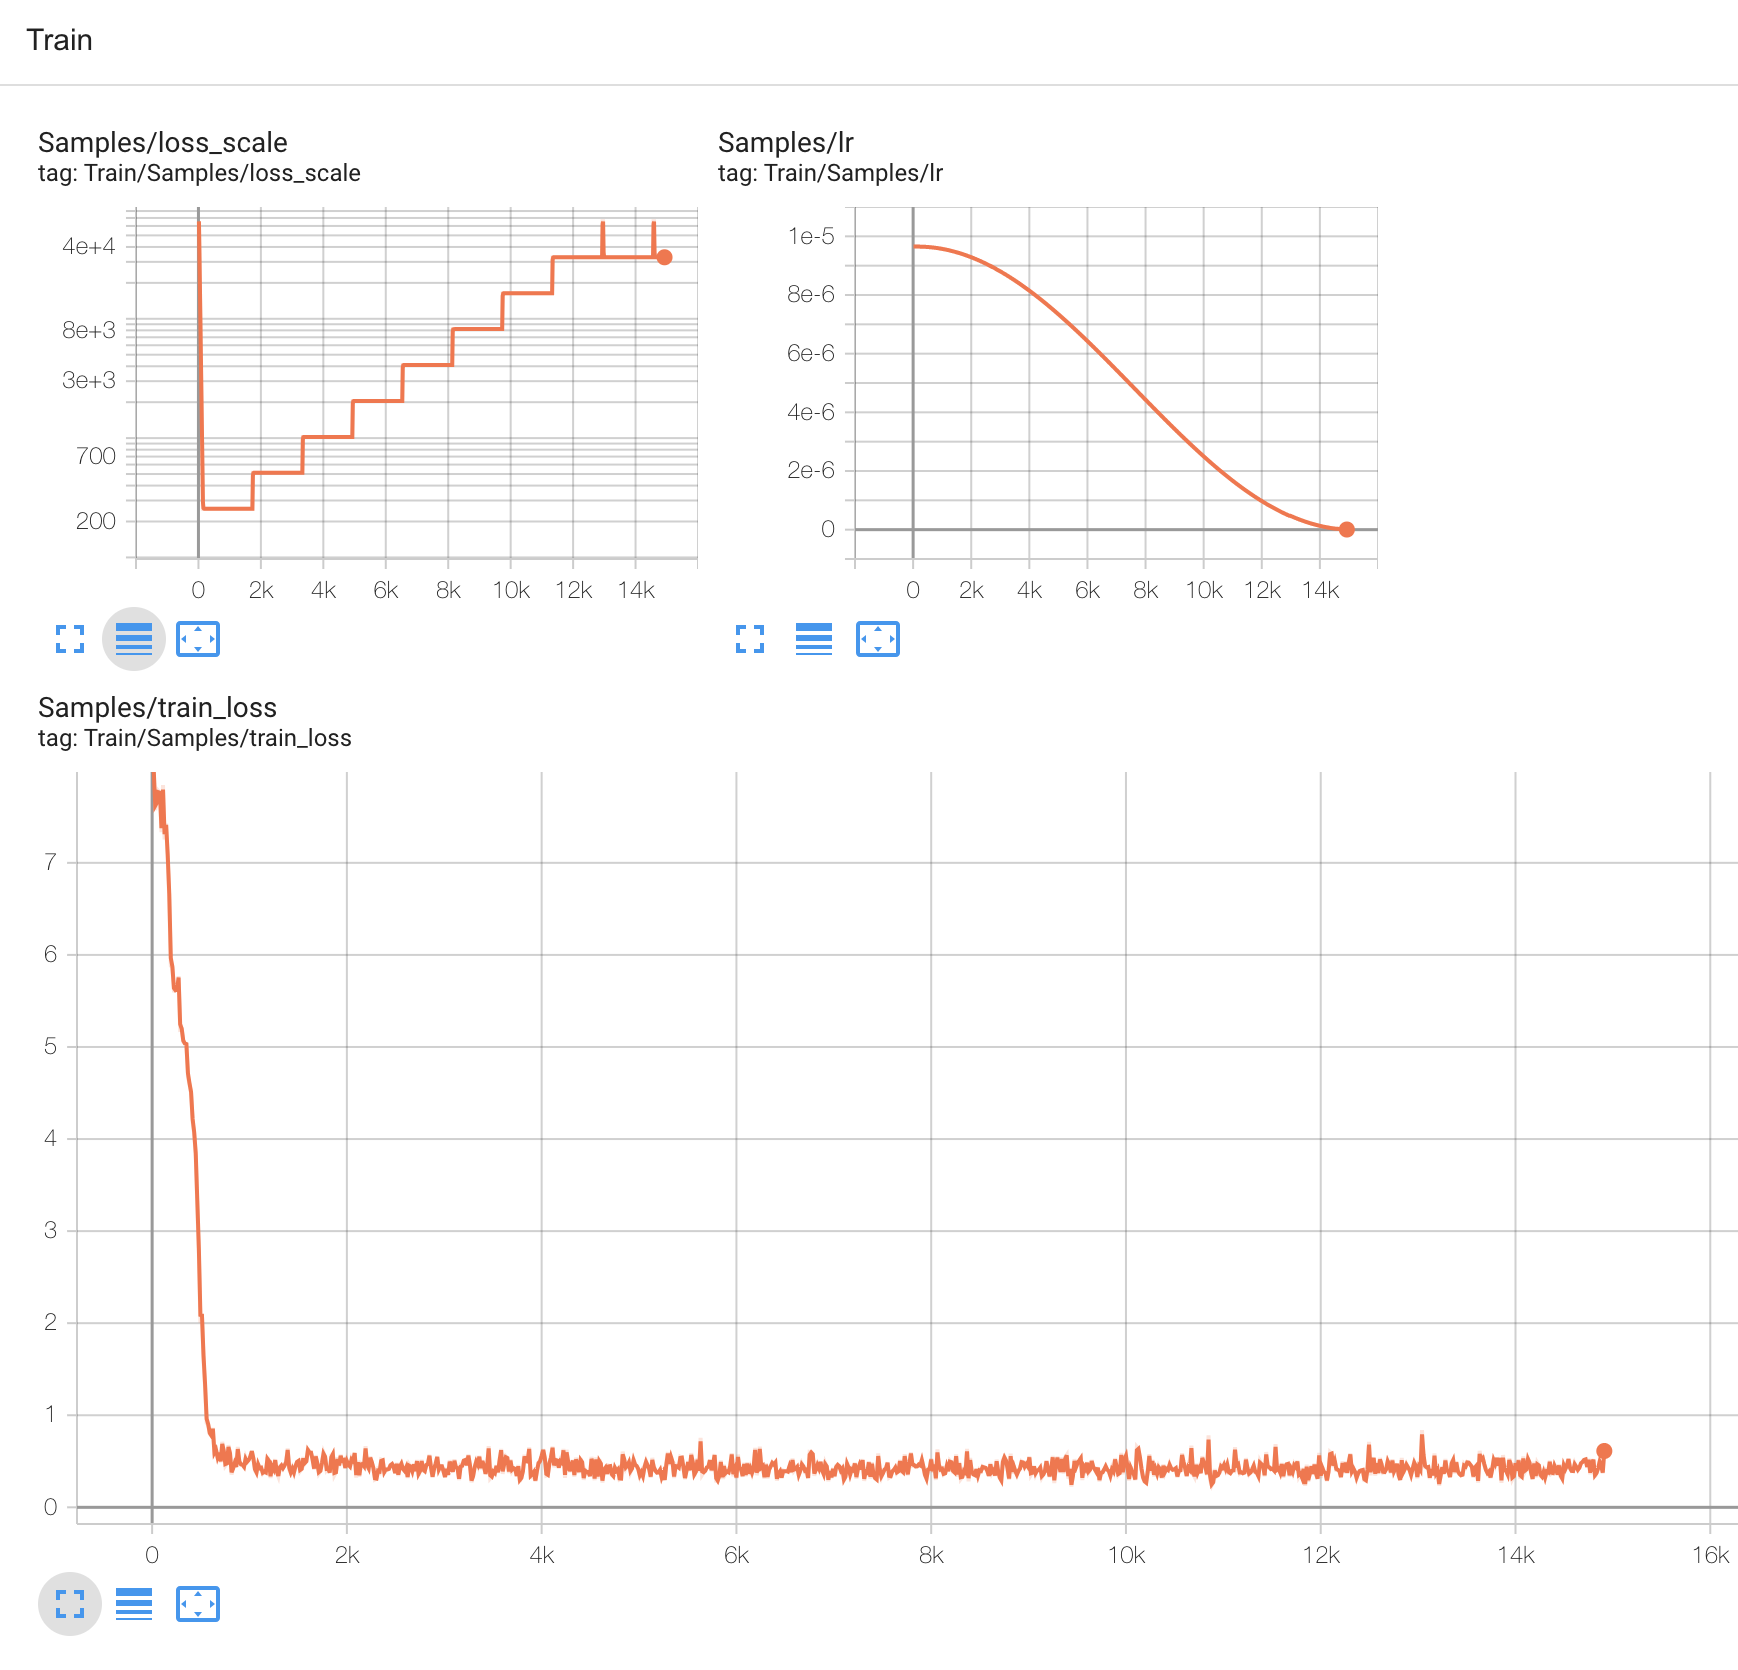 Train
Samples/loss_scale
tag: Train/Samples/loss_scale
4e+4
8e+3
3e+3
700
200
0 2k 4k 6k 8k 10k 12k 14k
Samples/lr
tag: Train/Samples/lr
1e-5
8e-6
6e-6
4e-6
2e-6
0
0 2k 4k 6k 8k 10k 12k 14k
Samples/train_loss
tag: Train/Samples/train_loss
7
6
5
4
3
2
1
0
0 2k 4k 6k 8k 10k 12k 14k 16k